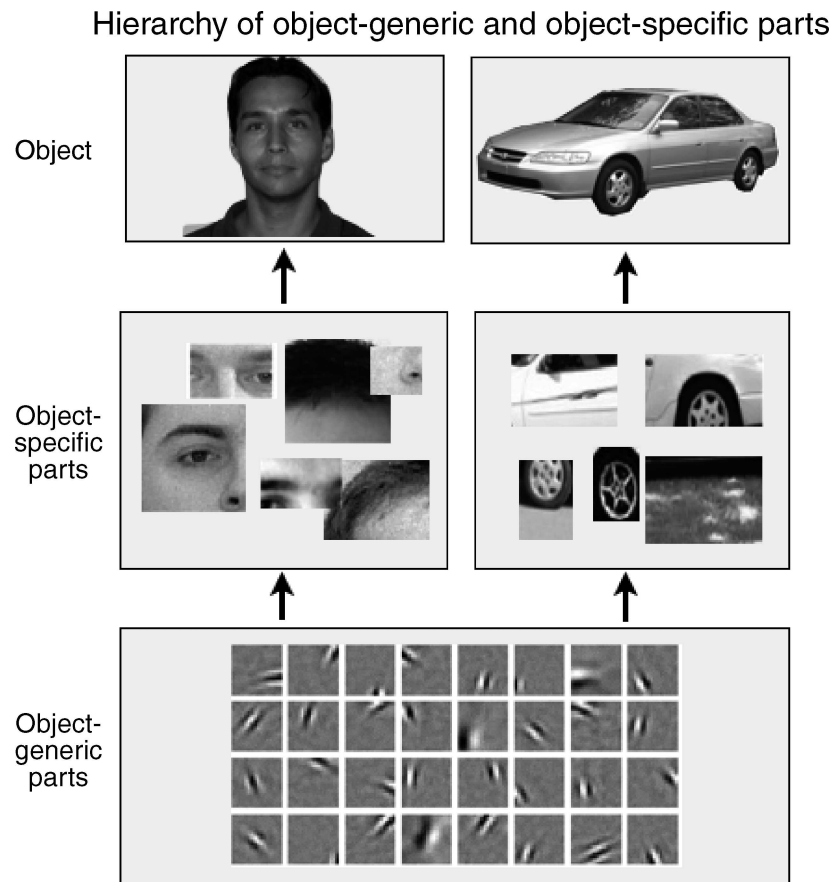 Hierarchy of object-generic and object-specific parts
Object
Object-
specific
parts
Object-
generic
parts